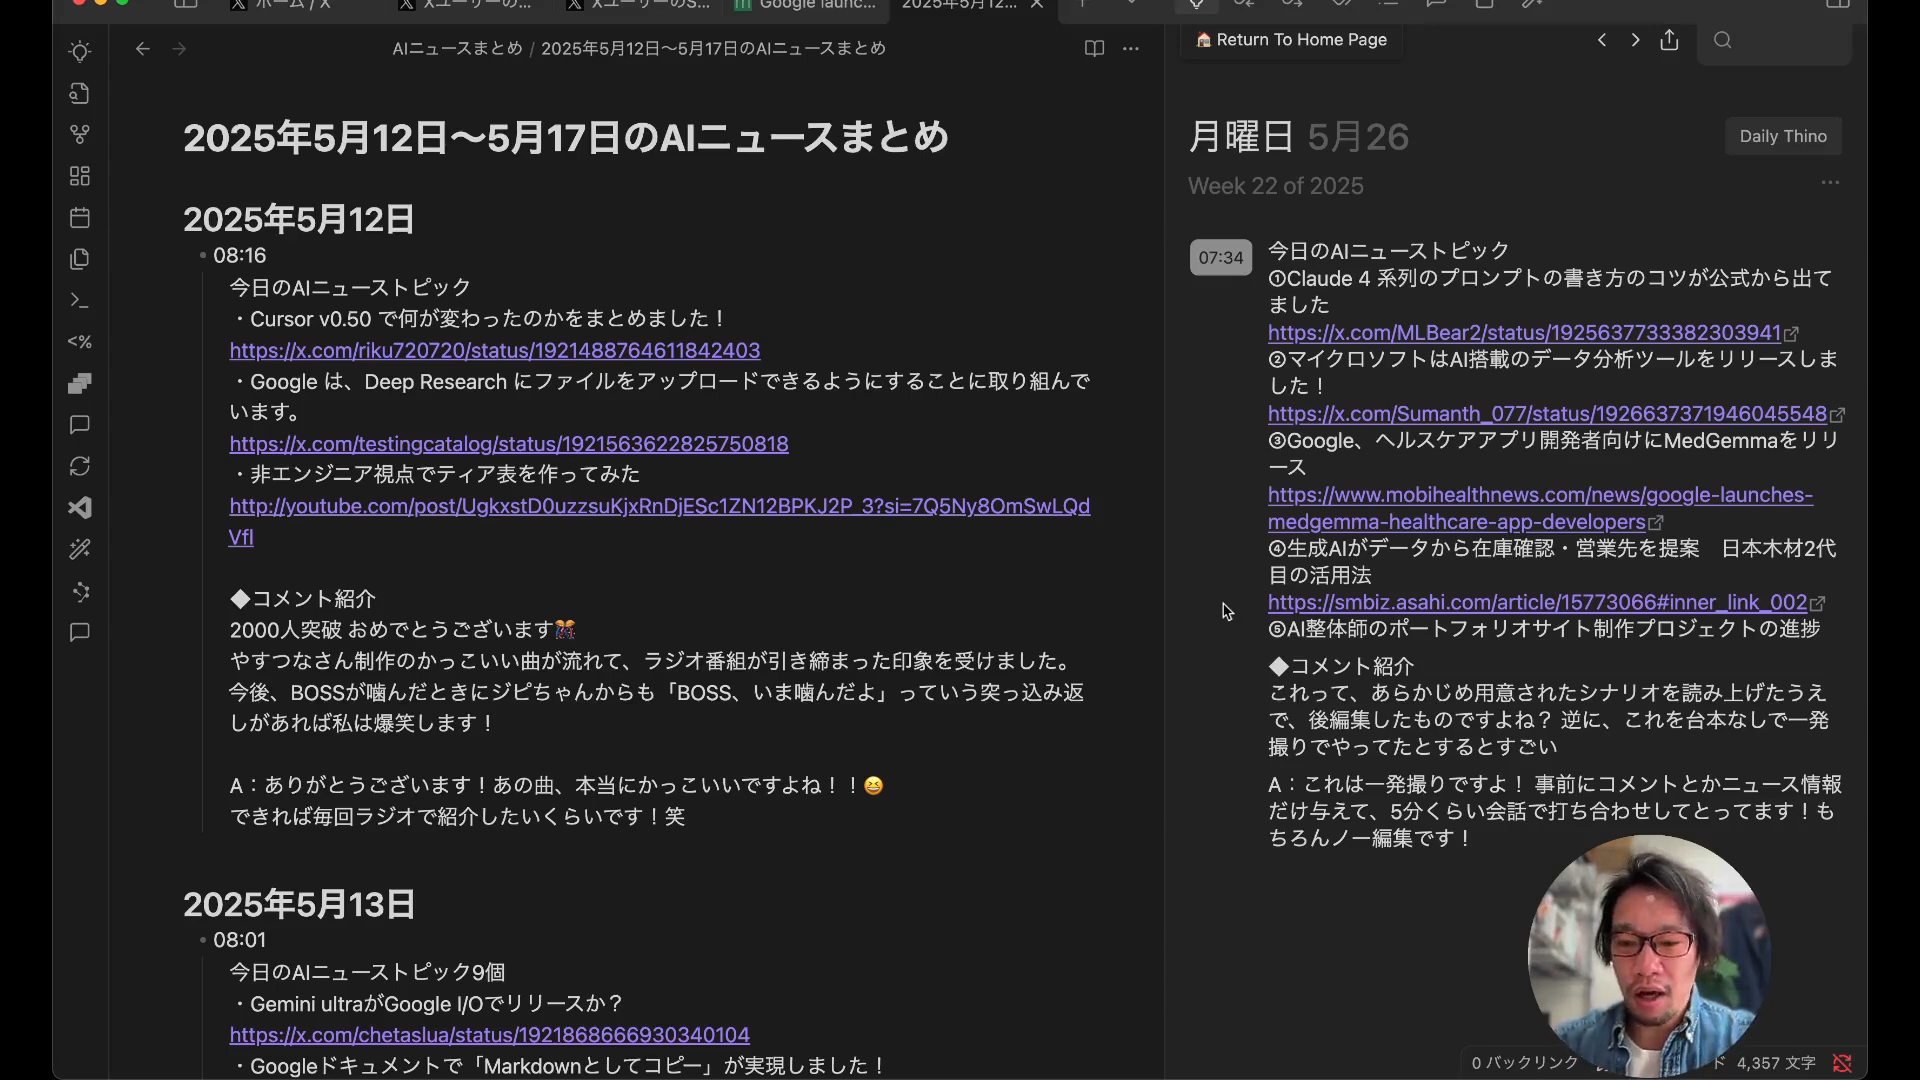 ホーム / X
Xユーザーの...
XユーザーのS...
Google launc...
2025年5月12...
AIニュースまとめ / 2025年5月12日〜5月17日のAIニュースまとめ
2025年5月12日〜5月17日のAIニュースまとめ
2025年5月12日
08:16
今日のAIニューストピック
・Cursor v0.50 で何が変わったのかをまとめました！
https://x.com/riku720720/status/1921488764611842403
・Google は、Deep Research にファイルをアップロードできるようにすることに取り組んで
います。
https://x.com/testingcatalog/status/1921563622825750818
・非エンジニア視点でティア表を作ってみた
http://youtube.com/post/UgkxstD0uzzsuKjxRnDjESc1ZN12BPKJ2P_3?si=7Q5Ny8OmSwLQd
Vfl
◆コメント紹介
2000人突破 おめでとうございます🎊
やすつなさん制作のかっこいい曲が流れて、ラジオ番組が引き締まった印象を受けました。
今後、BOSSが噛んだときにジピちゃんからも「BOSS、いま噛んだよ」っていう突っ込み返
しがあれば私は爆笑します！
A：ありがとうございます！あの曲、本当にかっこいいですよね！！😆
できれば毎回ラジオで紹介したいくらいです！笑
2025年5月13日
08:01
今日のAIニューストピック9個
・Gemini ultraがGoogle I/Oでリリースか？
https://x.com/chetaslua/status/1921868666930340104
・Googleドキュメントで「Markdownとしてコピー」が実現しました！
🏠 Return To Home Page
月曜日 5月26
Daily Thino
Week 22 of 2025
07:34
今日のAIニューストピック
①Claude 4 系列のプロンプトの書き方のコツが公式から出て
ました
https://x.com/MLBear2/status/1925637733382303941
②マイクロソフトはAI搭載のデータ分析ツールをリリースしま
した！
https://x.com/Sumanth_077/status/1926637371946045548
③Google、ヘルスケアアプリ開発者向けにMedGemmaをリリ
ース
https://www.mobihealthnews.com/news/google-launches-
medgemma-healthcare-app-developers
④生成AIがデータから在庫確認・営業先を提案　日本木材2代
目の活用法
https://smbiz.asahi.com/article/15773066#inner_link_002
⑤AI整体師のポートフォリオサイト制作プロジェクトの進捗
◆コメント紹介
これって、あらかじめ用意されたシナリオを読み上げたうえ
で、後編集したものですよね？ 逆に、これを台本なしで一発
撮りでやってたとするとすごい
A：これは一発撮りですよ！ 事前にコメントとかニュース情報
だけ与えて、5分くらい会話で打ち合わせしてとってます！も
ちろんノー編集です！
0 バックリンク
ド 4,357 文字